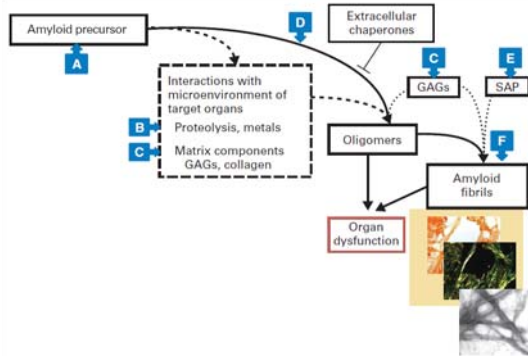 D
Extracellular
chaperones
Amyloid precursor
A
C
E
Interactions with
microenvironment of
target organs
GAGs
SAP
B
Proteolysis, metals
Oligomers
C
Matrix components
GAGs, collagen
F
Amyloid
fibrils
Organ
dysfunction